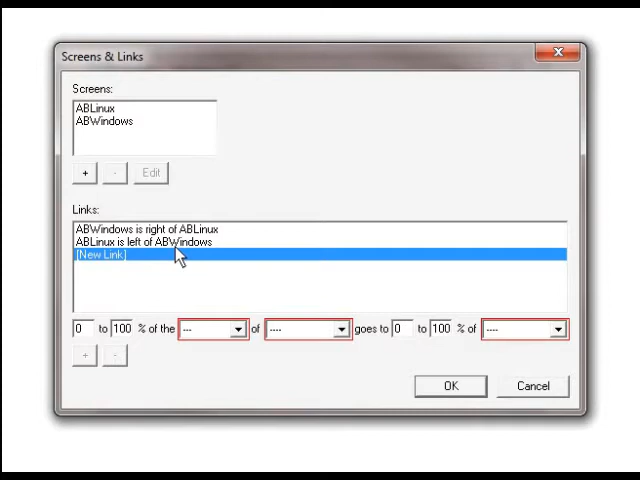 Screens & Links
Screens:
ABLinux
ABWindows
+ - Edit
Links:
ABWindows is right of ABLinux
ABLinux is left of ABWindows
[New Link]
0 to 100 % of the --- of ---- goes to 0 to 100 % of ----
+ -
OK Cancel